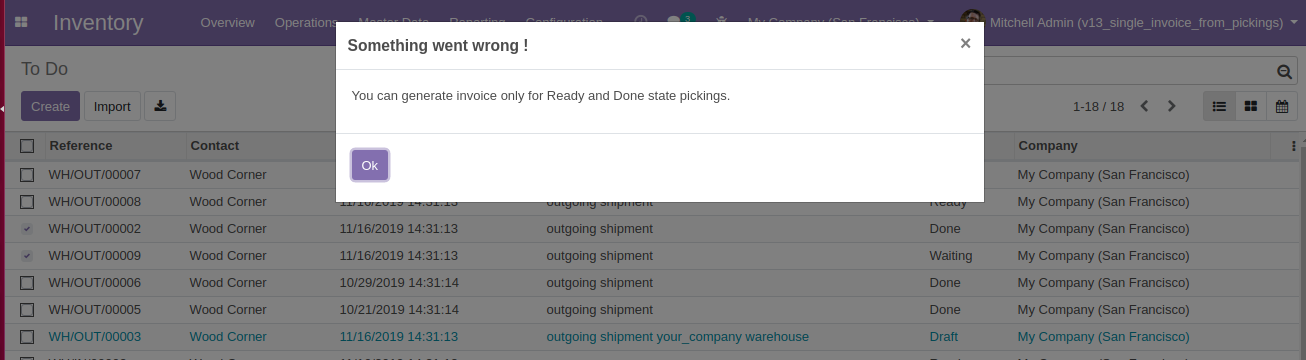 Inventory Overview Operations Master Data Reporting Configuration 3 My Company (San Francisco) Mitchell Admin (v13_single_invoice_from_pickings)
Something went wrong ! ×
To Do
You can generate invoice only for Ready and Done state pickings.
Create Import 1-18 / 18
Reference Contact Company
Ok
WH/OUT/00007 Wood Corner My Company (San Francisco)
WH/OUT/00008 Wood Corner 11/16/2019 14:31:13 outgoing shipment Ready My Company (San Francisco)
WH/OUT/00002 Wood Corner 11/16/2019 14:31:13 outgoing shipment Done My Company (San Francisco)
WH/OUT/00009 Wood Corner 11/16/2019 14:31:13 outgoing shipment Waiting My Company (San Francisco)
WH/OUT/00006 Wood Corner 10/29/2019 14:31:14 outgoing shipment Done My Company (San Francisco)
WH/OUT/00005 Wood Corner 10/21/2019 14:31:14 outgoing shipment Done My Company (San Francisco)
WH/OUT/00003 Wood Corner 11/16/2019 14:31:13 outgoing shipment your_company warehouse Draft My Company (San Francisco)